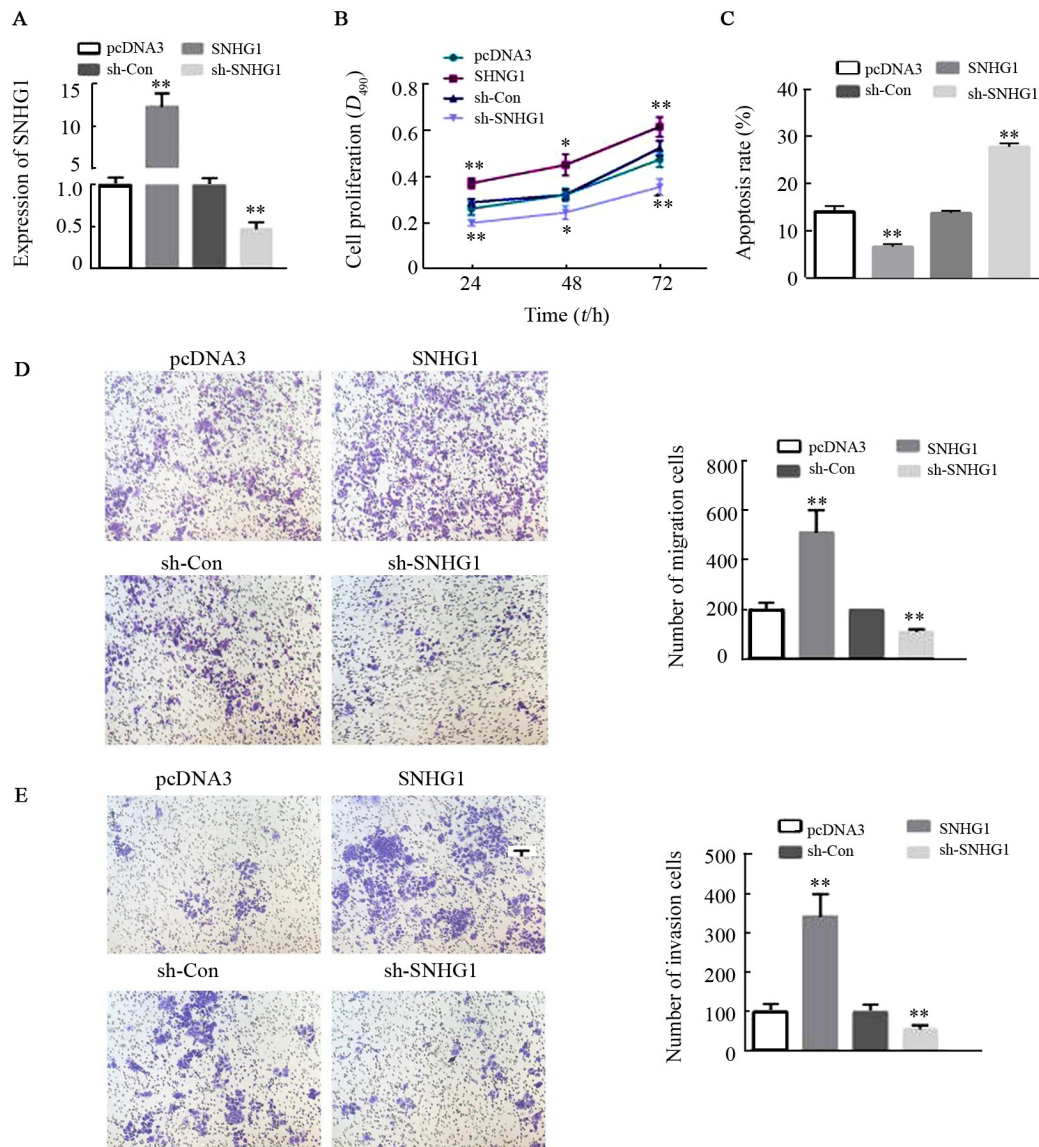 A
pcDNA3 SNHG1
sh-Con sh-SNHG1
Expression of SNHG1
15
10
5
1.0
0.5
0
**
**
B
pcDNA3
SHNG1
sh-Con
sh-SNHG1
Cell proliferation (D490)
0.8
0.6
0.4
0.2
0
** * **
** * **
24 48 72
Time (t/h)
C
pcDNA3 SNHG1
sh-Con sh-SNHG1
Apoptosis rate (%)
40
30
20
10
0
**
**
D
pcDNA3 SNHG1
sh-Con sh-SNHG1
pcDNA3 SNHG1
sh-Con sh-SNHG1
Number of migration cells
800
600
400
200
0
**
**
E
pcDNA3 SNHG1
sh-Con sh-SNHG1
pcDNA3 SNHG1
sh-Con sh-SNHG1
Number of invasion cells
500
400
300
200
100
0
**
**